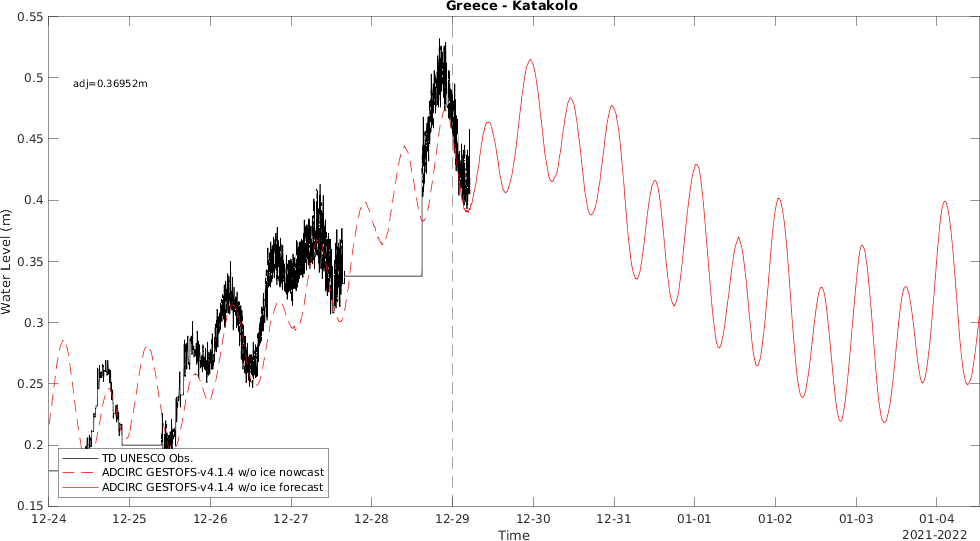 Greece - Katakolo
adj=0.36952m
Water Level (m)
0.55
0.5
0.45
0.4
0.35
0.3
0.25
0.2
0.15
TD UNESCO Obs.
ADCIRC GESTOFS-v4.1.4 w/o ice nowcast
ADCIRC GESTOFS-v4.1.4 w/o ice forecast
12-24 12-25 12-26 12-27 12-28 12-29 12-30 12-31 01-01 01-02 01-03 01-04
Time
2021-2022